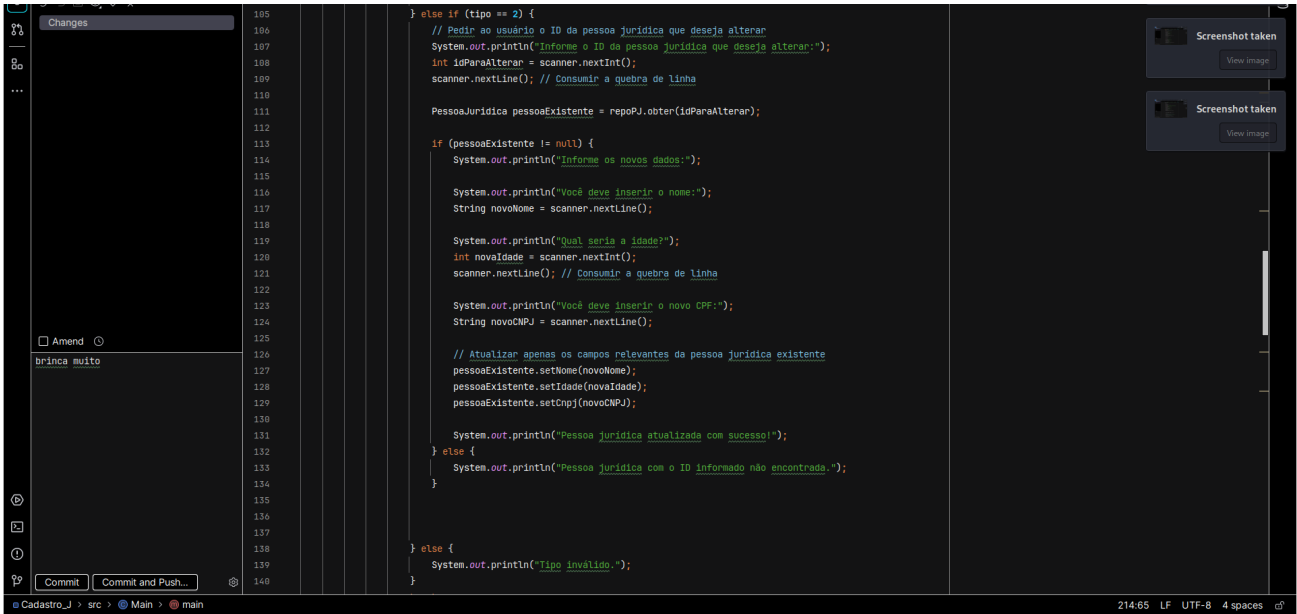 Changes
Amend
brinca muito
Commit
Commit and Push...
105 } else if (tipo == 2) {
106 // Pedir ao usuário o ID da pessoa jurídica que deseja alterar
107 System.out.println("Informe o ID da pessoa jurídica que deseja alterar:");
108 int idParaAlterar = scanner.nextInt();
109 scanner.nextLine(); // Consumir a quebra de linha
110
111 PessoaJuridica pessoaExistente = repoPJ.obter(idParaAlterar);
112
113 if (pessoaExistente != null) {
114 System.out.println("Informe os novos dados:");
115
116 System.out.println("Você deve inserir o nome:");
117 String novoNome = scanner.nextLine();
118
119 System.out.println("Qual seria a idade?");
120 int novaIdade = scanner.nextInt();
121 scanner.nextLine(); // Consumir a quebra de linha
122
123 System.out.println("Você deve inserir o novo CPF:");
124 String novoCNPJ = scanner.nextLine();
125
126 // Atualizar apenas os campos relevantes da pessoa jurídica existente
127 pessoaExistente.setNome(novoNome);
128 pessoaExistente.setIdade(novaIdade);
129 pessoaExistente.setCnpj(novoCNPJ);
130
131 System.out.println("Pessoa jurídica atualizada com sucesso!");
132 } else {
133 System.out.println("Pessoa jurídica com o ID informado não encontrada.");
134 }
135
136
137
138 } else {
139 System.out.println("Tipo inválido.");
140 }
Screenshot taken
View image
Screenshot taken
View image
Cadastro_J > src > Main > main
214:65 LF UTF-8 4 spaces